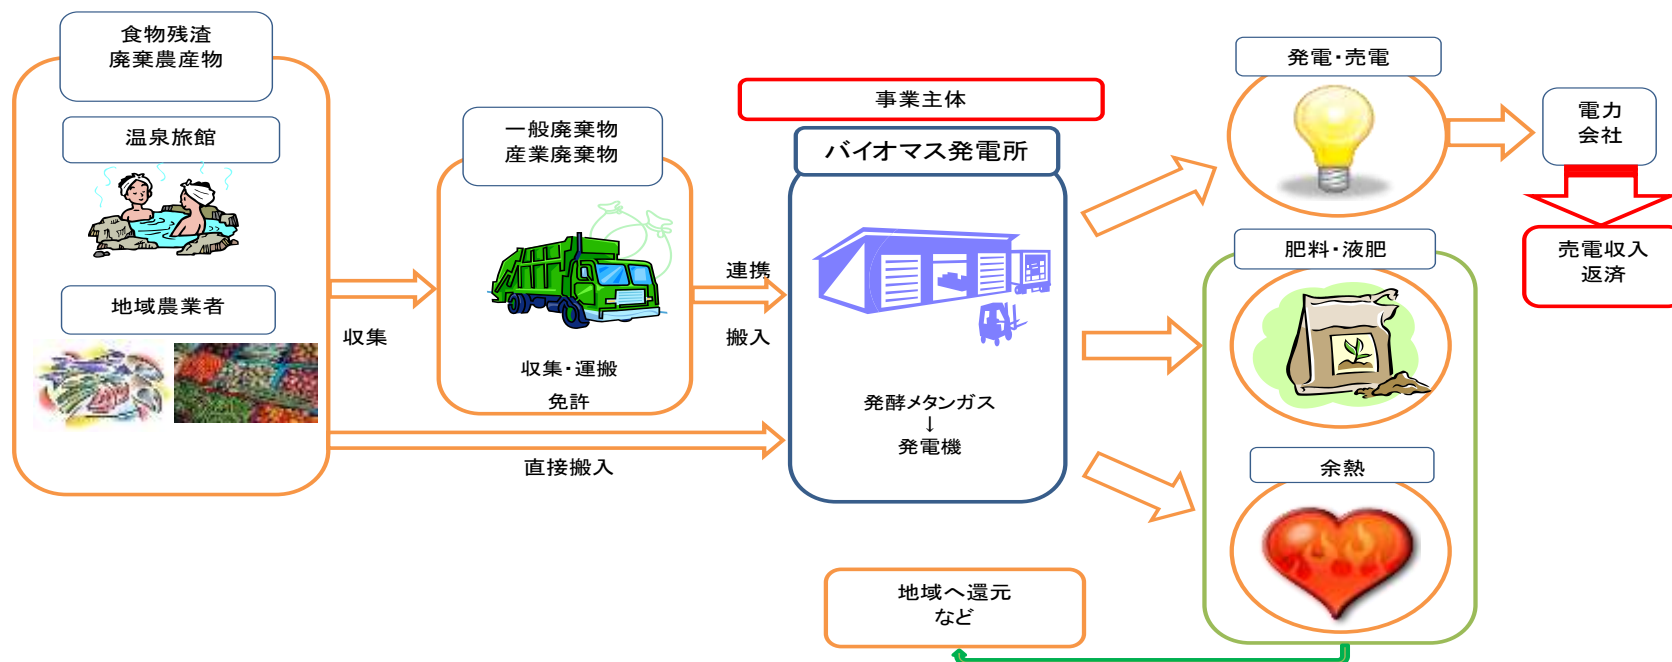 食物残渣
廃棄農産物
温泉旅館
地域農業者
収集
一般廃棄物
産業廃棄物
収集・運搬
免許
連携
搬入
直接搬入
事業主体
バイオマス発電所
発酵メタンガス
↓
発電機
発電・売電
電力
会社
売電収入
返済
肥料・液肥
余熱
地域へ還元
など